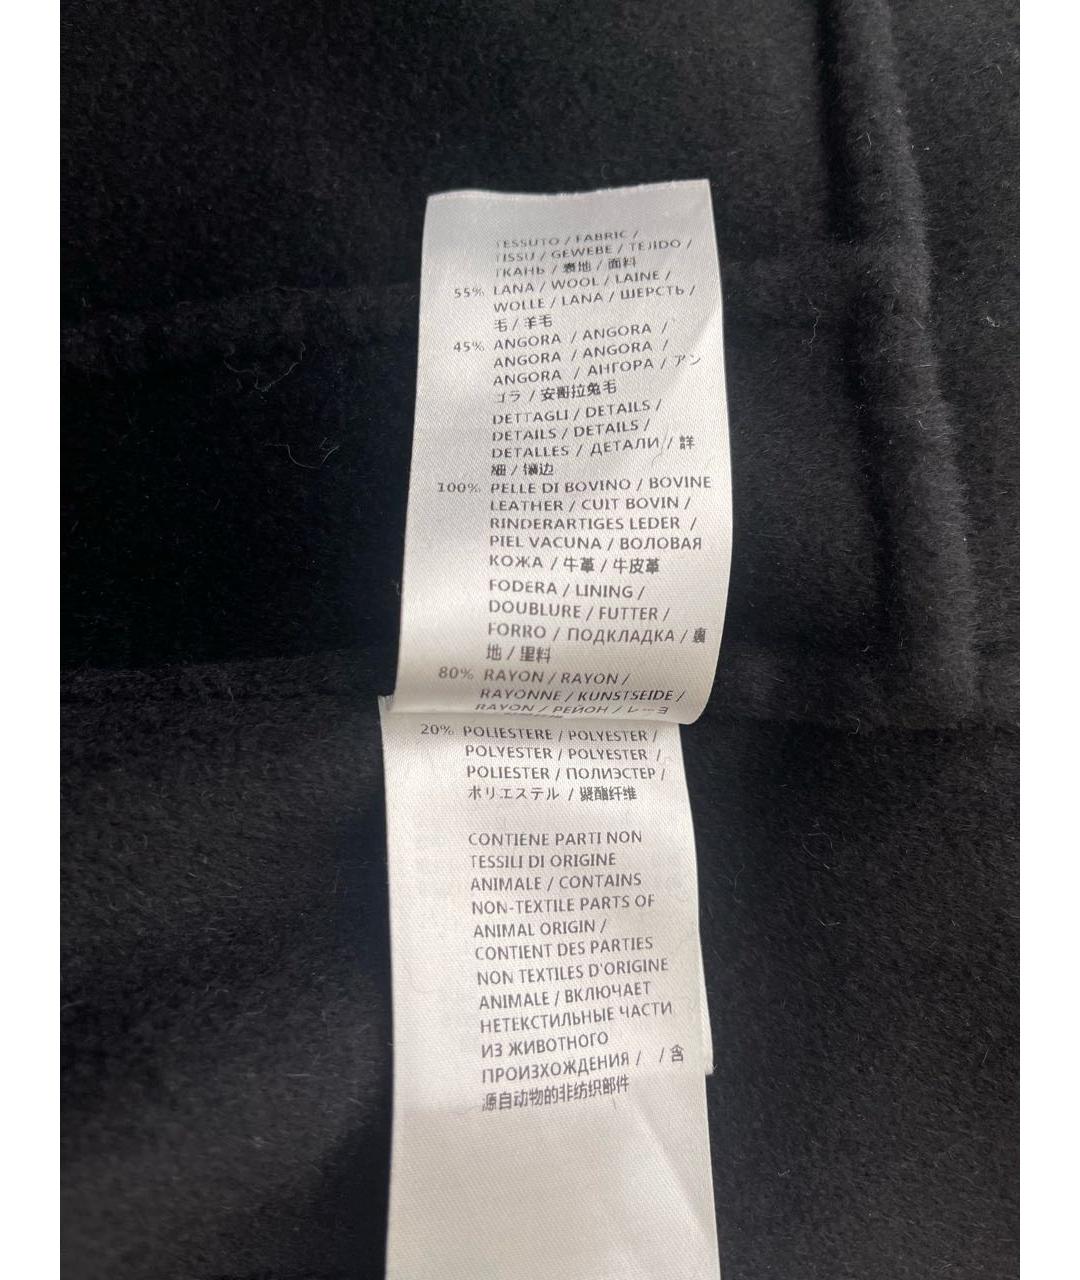 TESSUTO / FABRIC /
TISSU / GEWEBE / TEJIDO /
ТКАНЬ / 表地 / 面料
55% LANA / WOOL / LAINE /
WOLLE / LANA / ШЕРСТЬ /
毛 / 羊毛
45% ANGORA / ANGORA /
ANGORA / ANGORA /
ANGORA / АНГОРА / アン
ゴラ / 安哥拉兔毛
DETTAGLI / DETAILS /
DETAILS / DETAILS /
DETALLES / ДЕТАЛИ / 詳
細 / 镶边
100% PELLE DI BOVINO / BOVINE
LEATHER / CUIT BOVIN /
RINDERARTIGES LEDER /
PIEL VACUNA / ВОЛОВАЯ
КОЖА / 牛革 / 牛皮革
FODERA / LINING /
DOUBLURE / FUTTER /
FORRO / ПОДКЛАДКА / 裏
地 / 里料
80% RAYON / RAYON /
RAYONNE / KUNSTSEIDE /
RAYON / РЕЙОН / レーヨ
20% POLIESTERE / POLYESTER /
POLYESTER / POLYESTER /
POLIESTER / ПОЛИЭСТЕР /
ポリエステル / 聚酯纤维
CONTIENE PARTI NON
TESSILI DI ORIGINE
ANIMALE / CONTAINS
NON-TEXTILE PARTS OF
ANIMAL ORIGIN /
CONTIENT DES PARTIES
NON TEXTILES D'ORIGINE
ANIMALE / ВКЛЮЧАЕТ
НЕТЕКСТИЛЬНЫЕ ЧАСТИ
ИЗ ЖИВОТНОГО
ПРОИЗХОЖДЕНИЯ / / 含
源自动物的非纺织部件